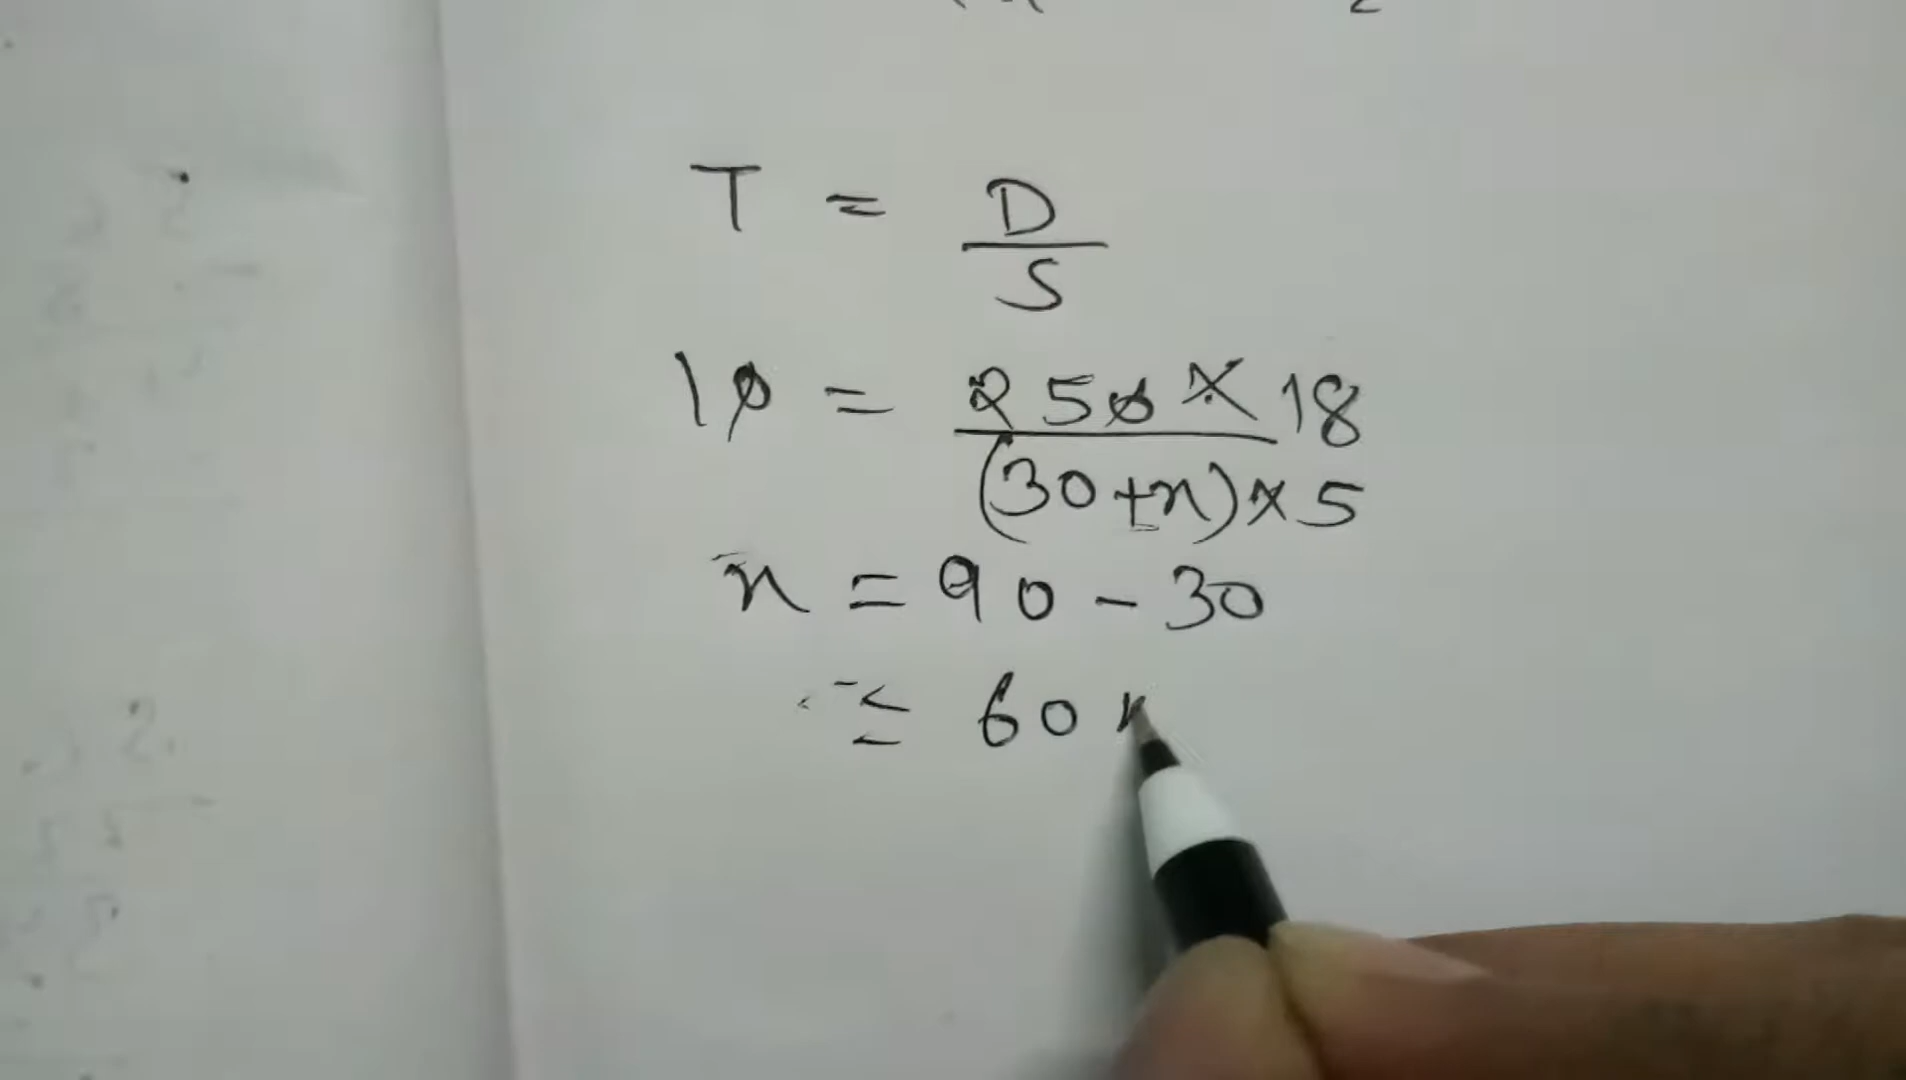 T = D/S
10 = 250 × 18 / (30 + x) × 5
x = 90 - 30
= 60